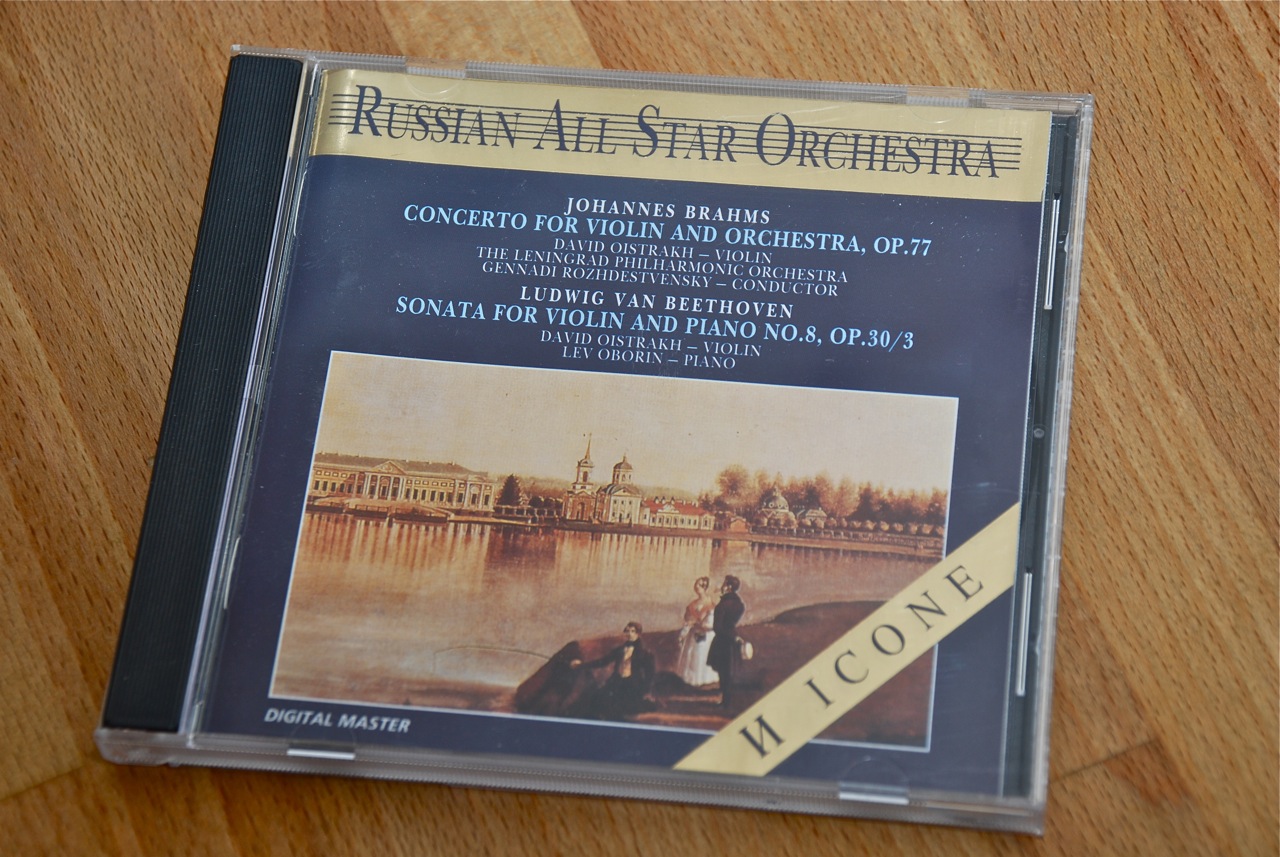 RUSSIAN ALL STAR ORCHESTRA
JOHANNES BRAHMS
CONCERTO FOR VIOLIN AND ORCHESTRA, OP.77
DAVID OISTRAKH – VIOLIN
THE LENINGRAD PHILHARMONIC ORCHESTRA
GENNADI ROZHDESTVENSKY – CONDUCTOR
LUDWIG VAN BEETHOVEN
SONATA FOR VIOLIN AND PIANO NO.8, OP.30/3
DAVID OISTRAKH – VIOLIN
LEV OBORIN – PIANO
И ICONE
DIGITAL MASTER